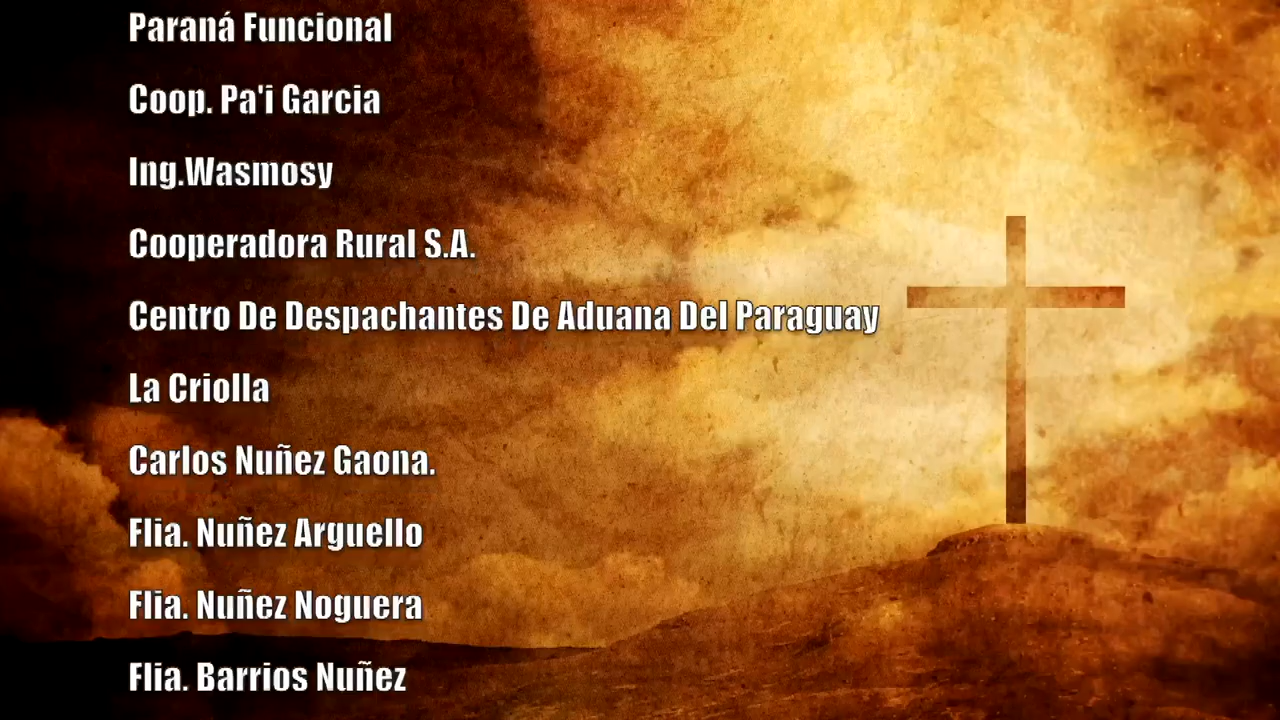 Paraná Funcional
Coop. Pa'i Garcia
Ing.Wasmosy
Cooperadora Rural S.A.
Centro De Despachantes De Aduana Del Paraguay
La Criolla
Carlos Nuñez Gaona.
Flia. Nuñez Arguello
Flia. Nuñez Noguera
Flia. Barrios Nuñez